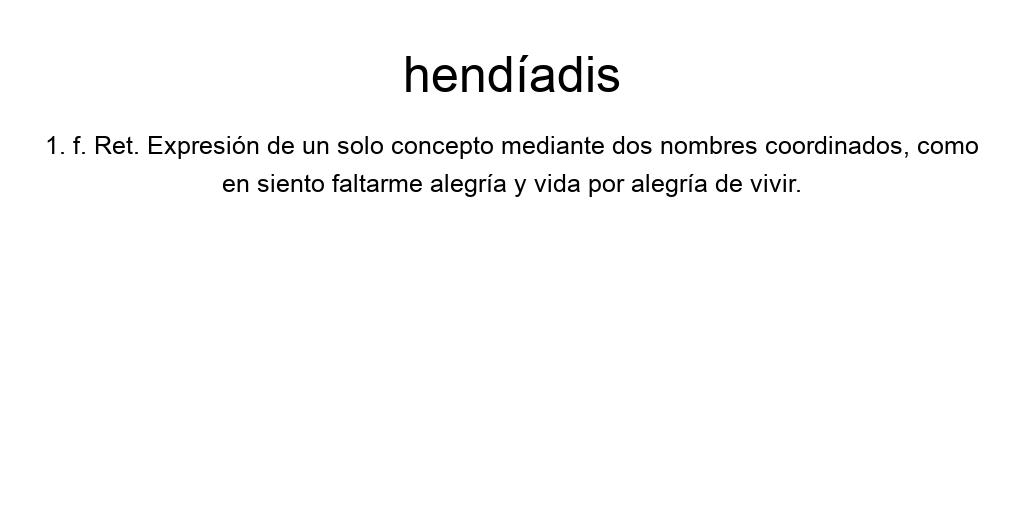 hendíadis
1. f. Ret. Expresión de un solo concepto mediante dos nombres coordinados, como
en siento faltarme alegría y vida por alegría de vivir.